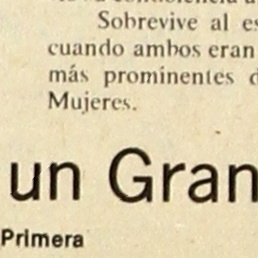 Sobrevive al es
cuando ambos eran
más prominentes d
Mujeres.
un Gran
Primera